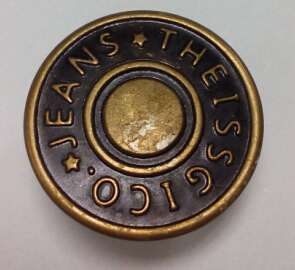 ★ THEISSGICO. ★ JEANS